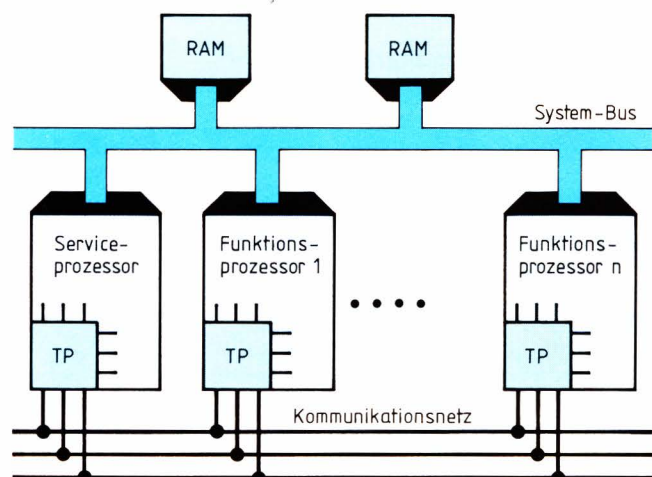 RAM
RAM
System-Bus
Service-
prozessor
Funktions-
prozessor 1
Funktions-
prozessor n
TP
TP
TP
Kommunikationsnetz